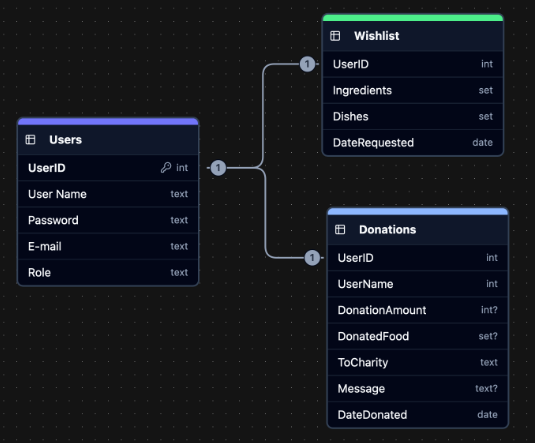 Users
UserID int
User Name text
Password text
E-mail text
Role text
1
1
Wishlist
UserID int
Ingredients set
Dishes set
DateRequested date
1
Donations
UserID int
UserName int
DonationAmount int?
DonatedFood set?
ToCharity text
Message text?
DateDonated date